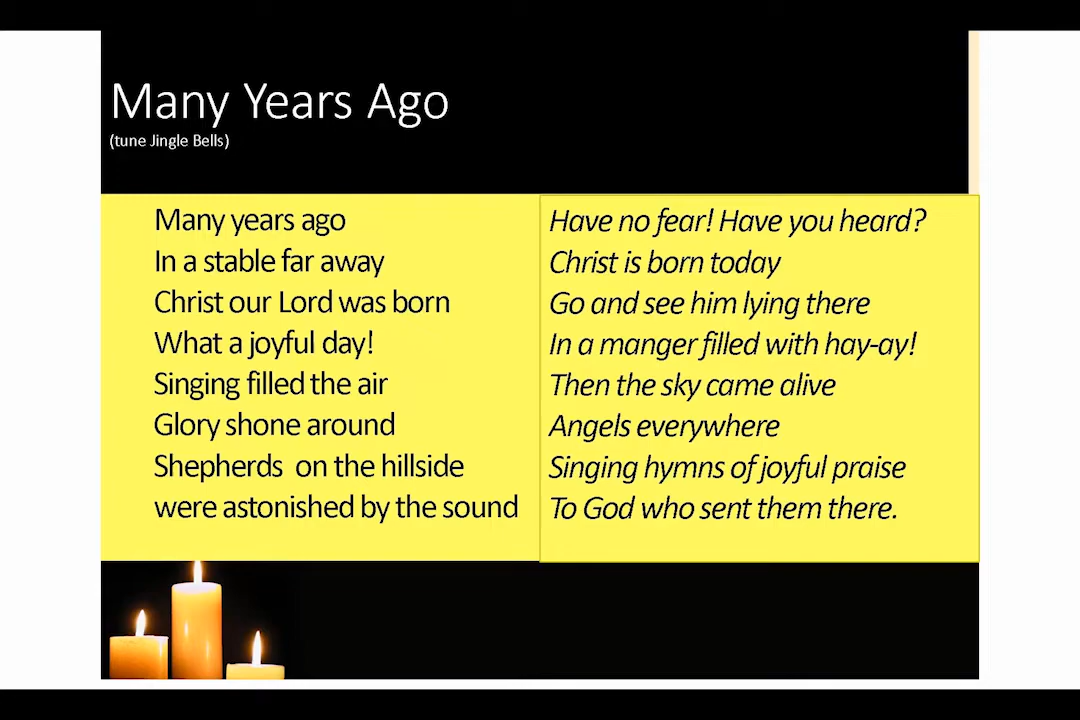 Many Years Ago
(tune Jingle Bells)
Many years ago
In a stable far away
Christ our Lord was born
What a joyful day!
Singing filled the air
Glory shone around
Shepherds  on the hillside
were astonished by the sound
Have no fear! Have you heard?
Christ is born today
Go and see him lying there
In a manger filled with hay-ay!
Then the sky came alive
Angels everywhere
Singing hymns of joyful praise
To God who sent them there.